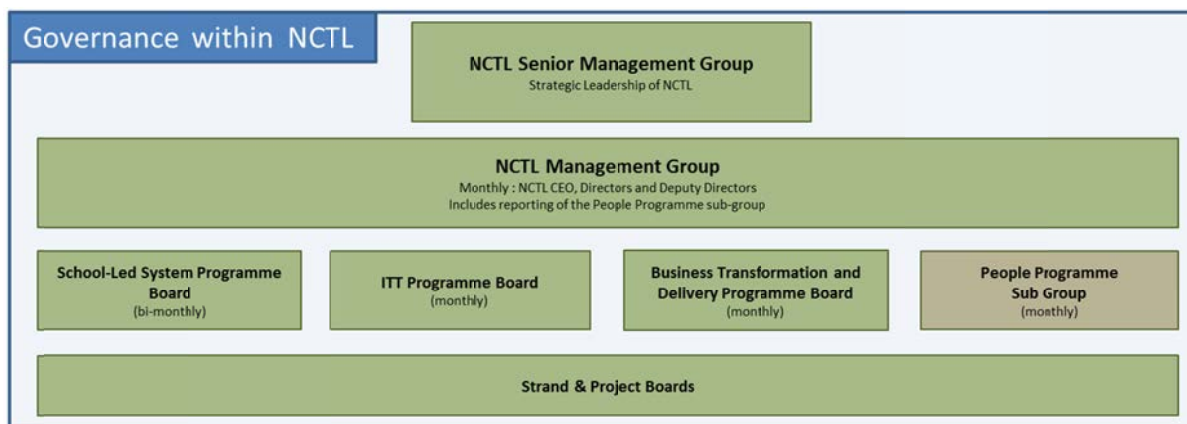 Governance within NCTL
NCTL Senior Management Group
Strategic Leadership of NCTL
NCTL Management Group
Monthly : NCTL CEO, Directors and Deputy Directors
Includes reporting of the People Programme sub-group
School-Led System Programme
Board
(bi-monthly)
ITT Programme Board
(monthly)
Business Transformation and
Delivery Programme Board
(monthly)
People Programme
Sub Group
(monthly)
Strand & Project Boards